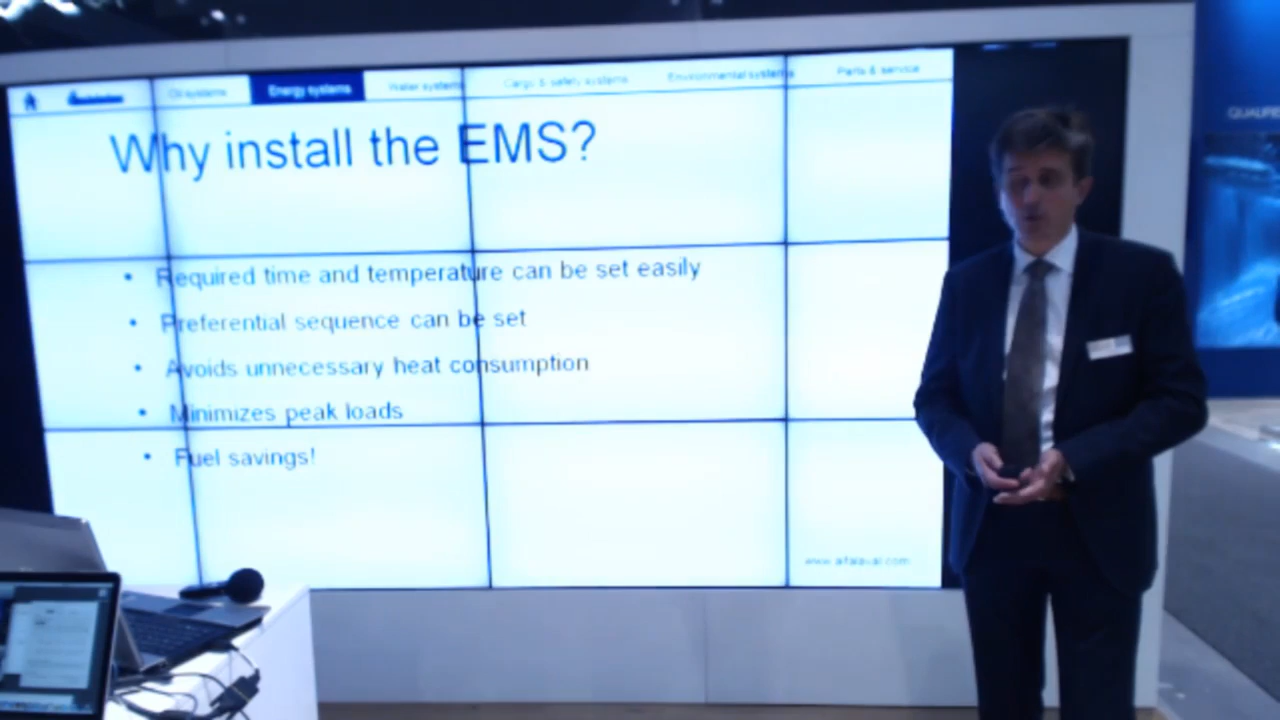 Oil systems Energy systems Water systems Cargo & safety systems Environmental systems Parts & service
Why install the EMS?
• Required time and temperature can be set easily
• Preferential sequence can be set
• Avoids unnecessary heat consumption
• Minimizes peak loads
• Fuel savings!
www.alfalaval.com